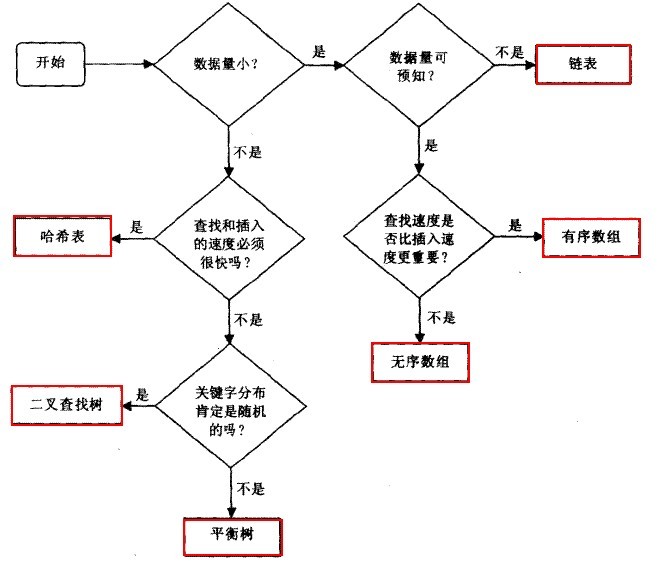 开始
数据量小？
是
数据量可
预知？
不是
链表
不是
是
哈希表
是
查找和插入
的速度必须
很快吗？
查找速度是
否比插入速
度更重要？
是
有序数组
不是
不是
无序数组
二叉查找树
是
关键字分布
肯定是随机
的吗？
不是
平衡树